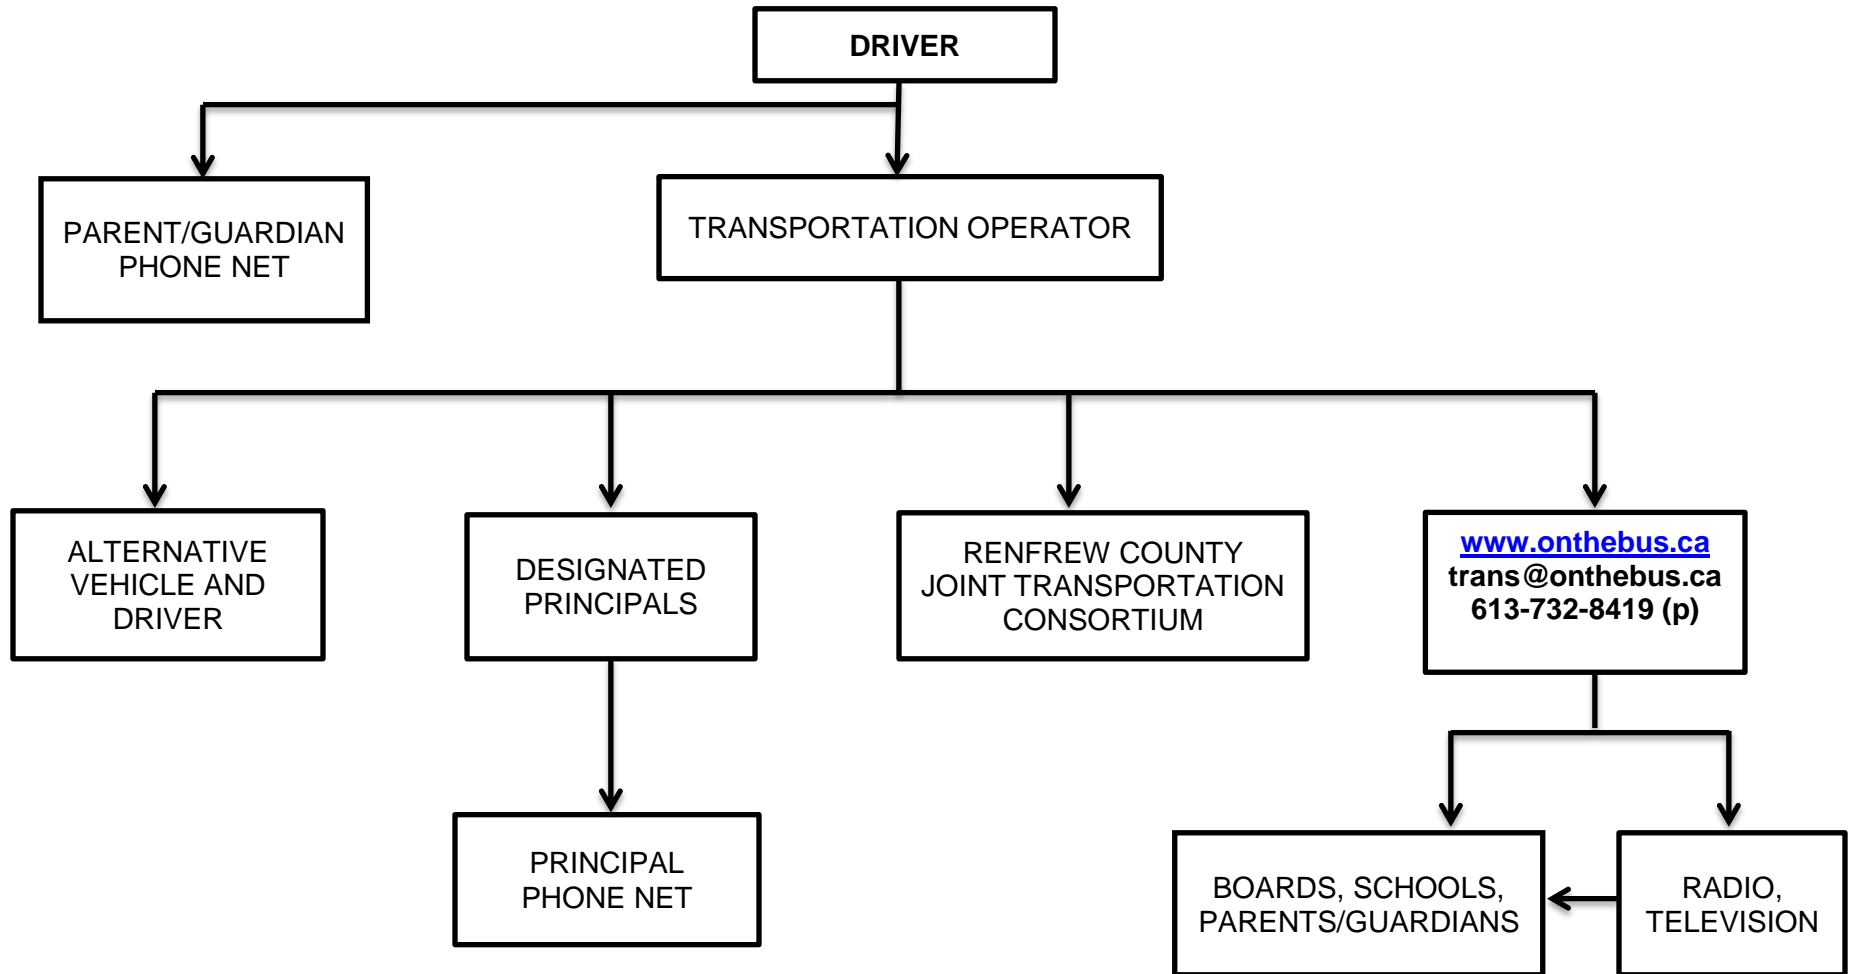 DRIVER
PARENT/GUARDIAN
PHONE NET
TRANSPORTATION OPERATOR
ALTERNATIVE
VEHICLE AND
DRIVER
DESIGNATED
PRINCIPALS
RENFREW COUNTY
JOINT TRANSPORTATION
CONSORTIUM
www.onthebus.ca
trans@onthebus.ca
613-732-8419 (p)
PRINCIPAL
PHONE NET
BOARDS, SCHOOLS,
PARENTS/GUARDIANS
RADIO,
TELEVISION